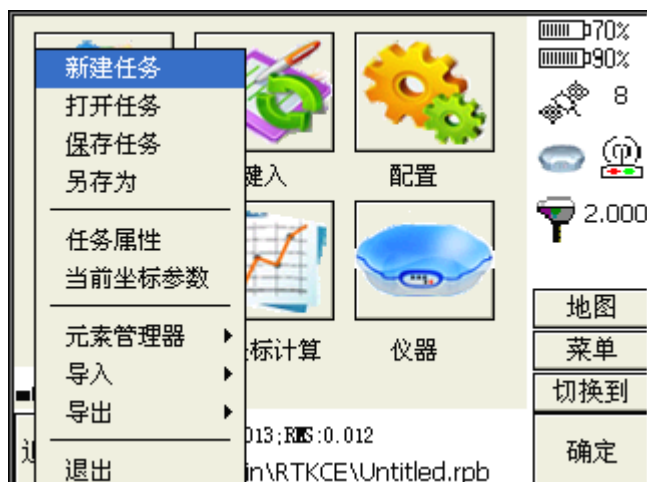 新建任务
打开任务
保存任务
另存为
任务属性
当前坐标参数
元素管理器
导入
导出
退出
建入
配置
标计算
仪器
013;RMS:0.012
in\RTKCE\Untitled.rpb
70%
90%
8
2.000
地图
菜单
切换到
确定